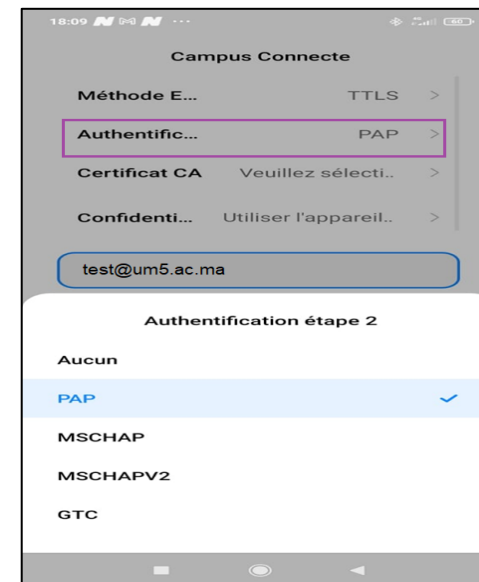 18:09
Campus Connecte
Méthode E... TTLS >
Authentific... PAP >
Certificat CA Veuillez sélecti.. >
Confidenti... Utiliser l'appareil.. >
test@um5.ac.ma
Authentification étape 2
Aucun
PAP
MSCHAP
MSCHAPV2
GTC